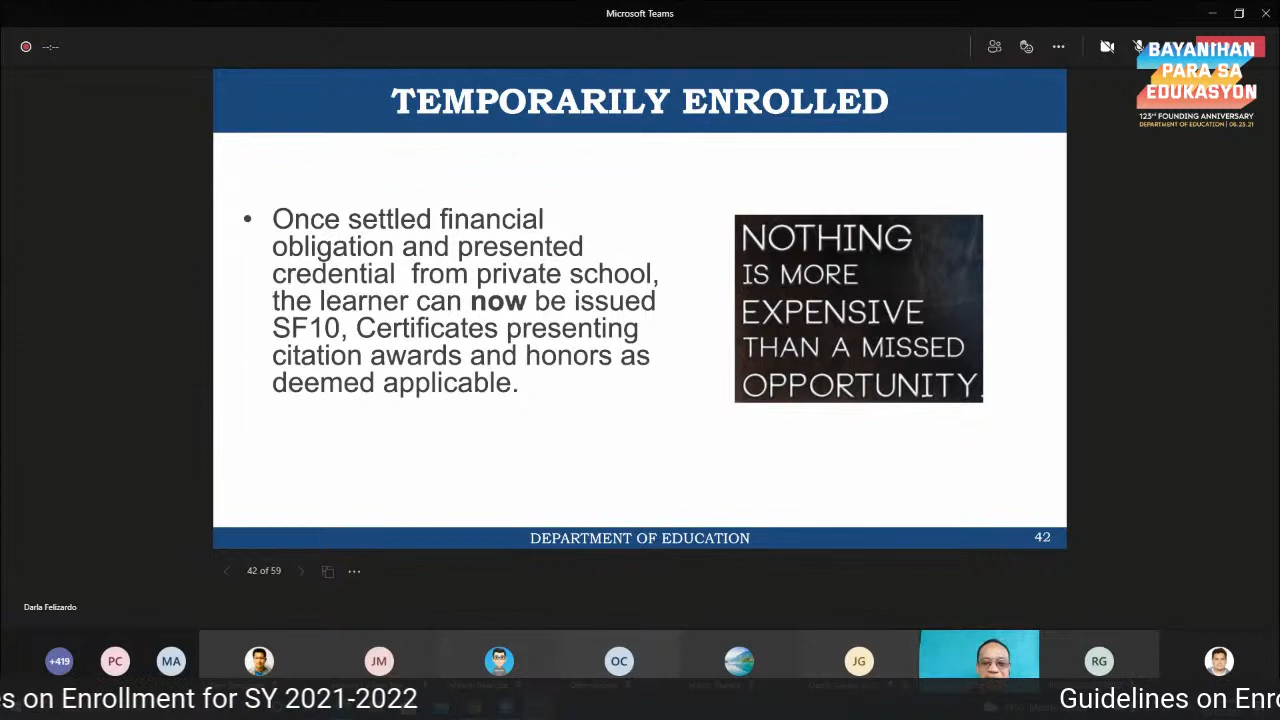 Microsoft Teams
--:--
BAYANIHAN
PARA SA
EDUKASYON
123rd FOUNDING ANNIVERSARY
DEPARTMENT OF EDUCATION | 06.23.21
TEMPORARILY ENROLLED
• Once settled financial
obligation and presented
credential from private school,
the learner can now be issued
SF10, Certificates presenting
citation awards and honors as
deemed applicable.
NOTHING
IS MORE
EXPENSIVE
THAN A MISSED
OPPORTUNITY.
DEPARTMENT OF EDUCATION
42
42 of 59
Darla Felizardo
+419
PC
MA
JM
OC
JG
RG
es on Enrollment for SY 2021-2022
Guidelines on Enro